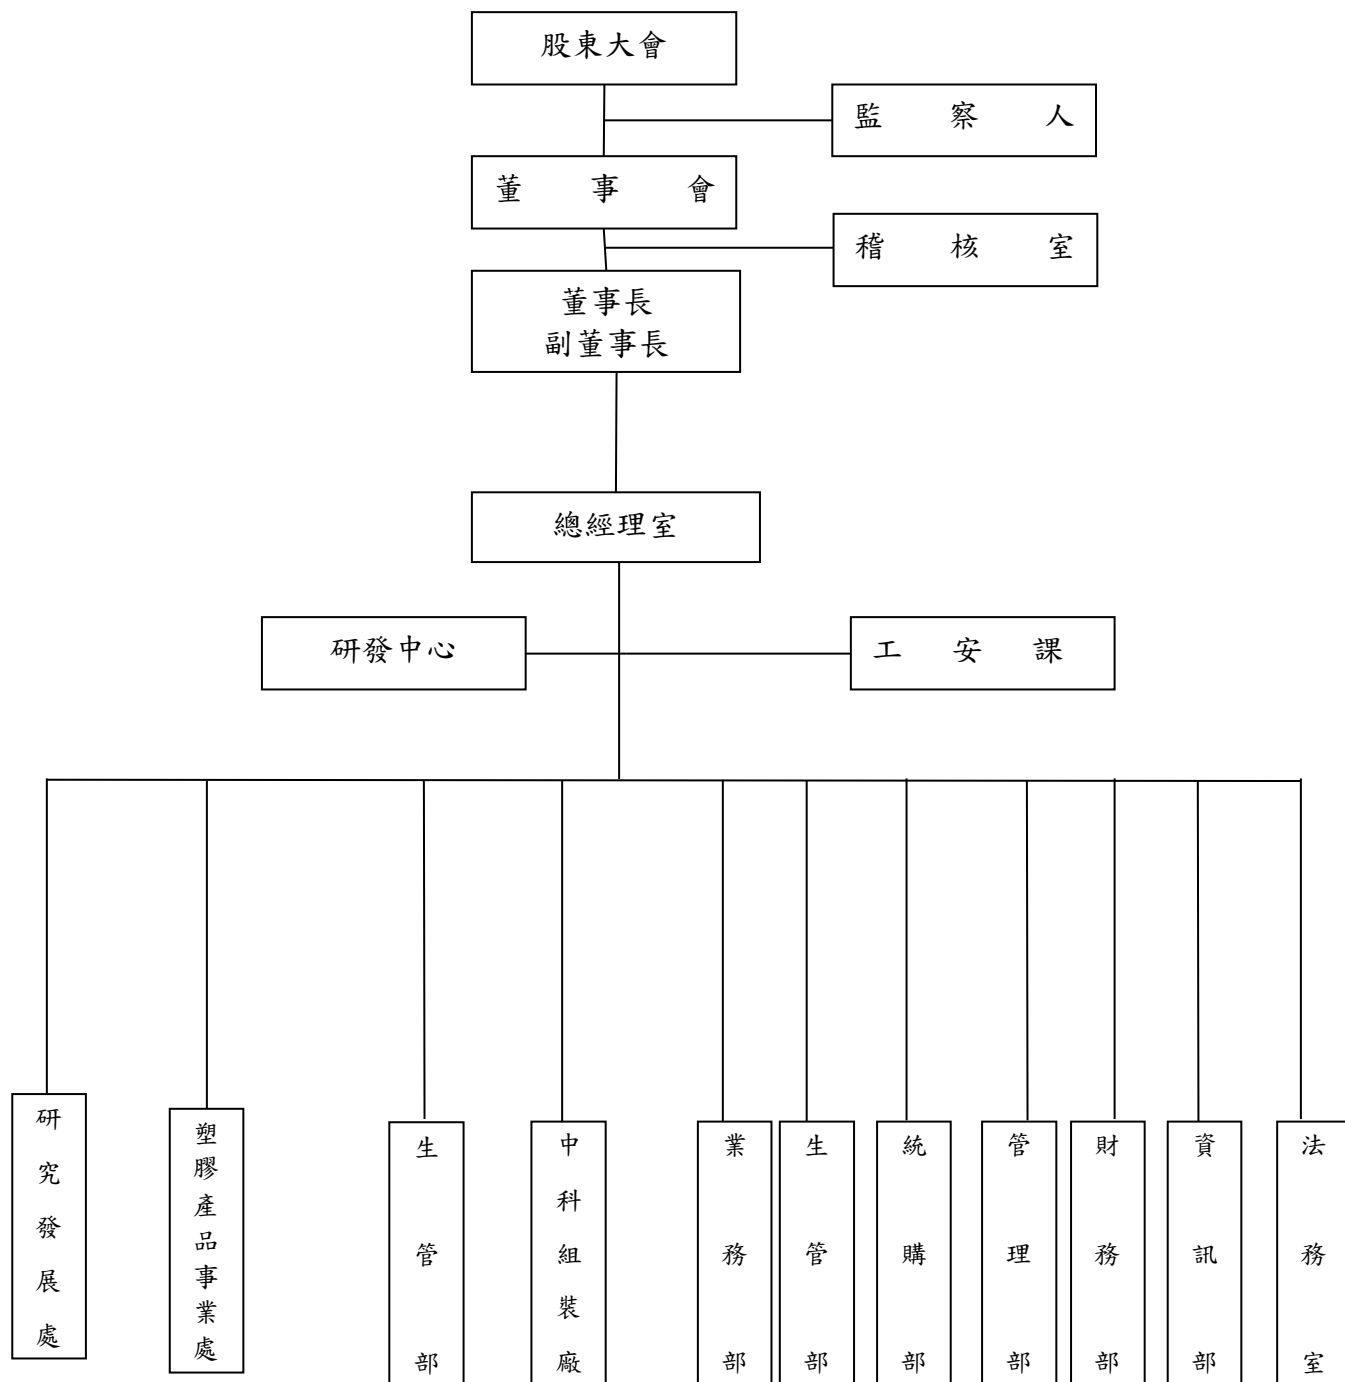 股東大會
監察人
董事會
稽核室
董事長
副董事長
總經理室
研發中心
工安課
研究發展處
塑膠產品事業處
生管部
中科組裝廠
業務部
生管部
統購部
管理部
財務部
資訊部
法務室